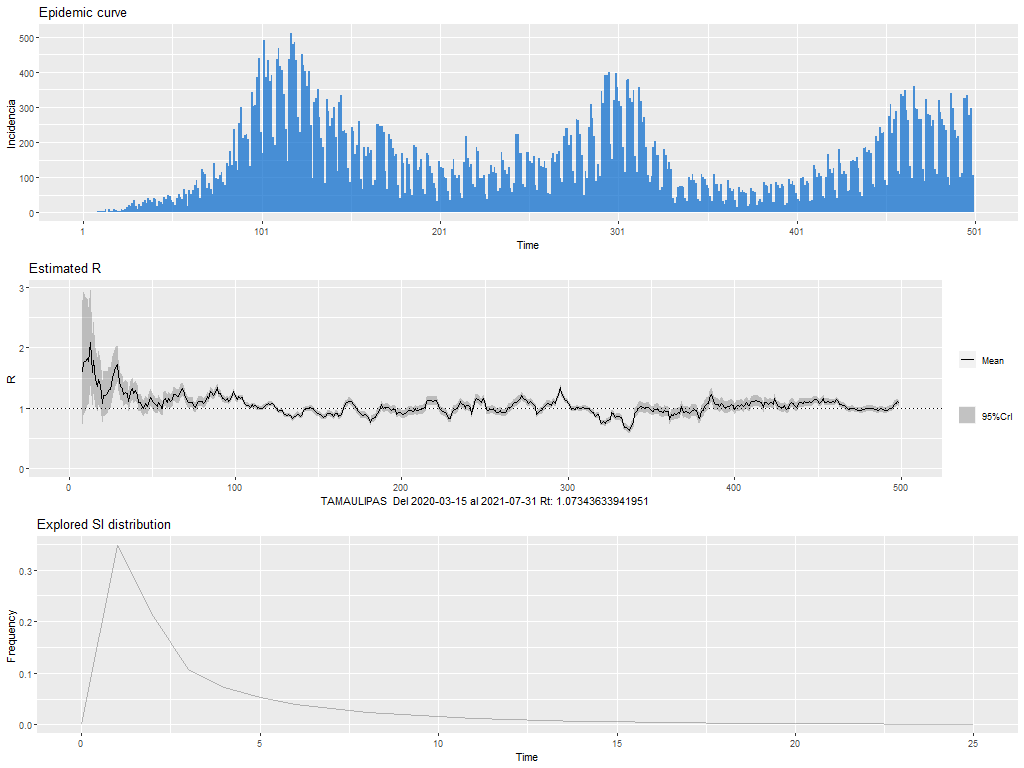 Epidemic curve
500
400
300
200
100
0
Incidencia
1 101 201 301 401 501
Time
Estimated R
3
2
1
0
R
Mean
95%CrI
0 100 200 300 400 500
TAMAULIPAS Del 2020-03-15 al 2021-07-31 Rt: 1.07343633941951
Explored SI distribution
0.3
0.2
0.1
0.0
Frequency
0 5 10 15 20 25
Time